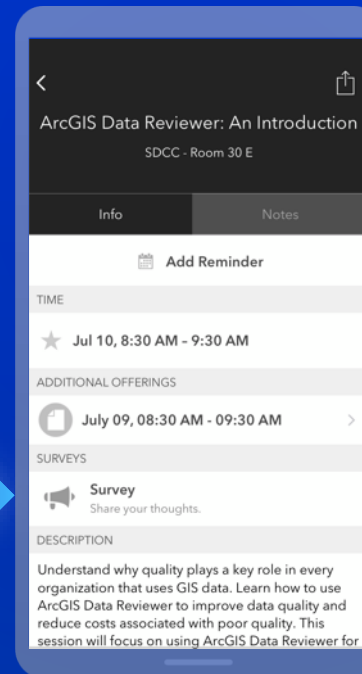 ArcGIS Data Reviewer: An Introduction
SDCC - Room 30 E
Info
Notes
Add Reminder
TIME
Jul 10, 8:30 AM – 9:30 AM
ADDITIONAL OFFERINGS
July 09, 08:30 AM - 09:30 AM
SURVEYS
Survey
Share your thoughts.
DESCRIPTION
Understand why quality plays a key role in every
organization that uses GIS data. Learn how to use
ArcGIS Data Reviewer to improve data quality and
reduce costs associated with poor quality. This
session will focus on using ArcGIS Data Reviewer for